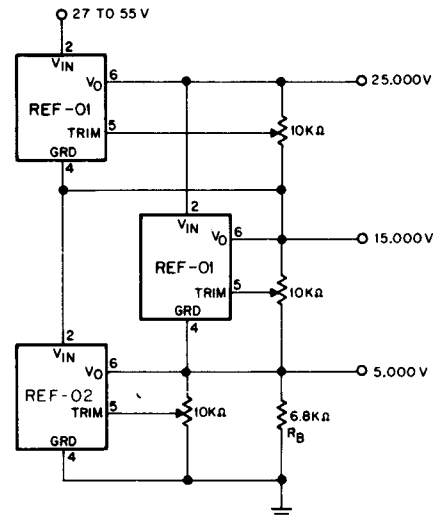 27 TO 55 V
2
VIN
VO 6
25.000V
REF-01
TRIM 5
10KΩ
GRD
4
2
VIN
VO 6
15.000V
REF-01
TRIM 5
10KΩ
GRD
4
2
VIN
VO 6
5.000V
REF-02
TRIM 5
10KΩ
6.8KΩ
RB
GRD
4